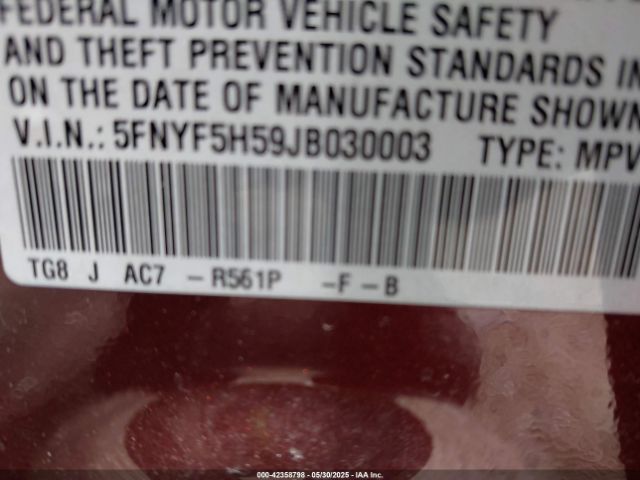 FEDERAL MOTOR VEHICLE SAFETY
AND THEFT PREVENTION STANDARDS IN
ON THE DATE OF MANUFACTURE SHOWN
V.I.N.: 5FNYF5H59JB030003 TYPE: MPV
TG8 J AC7 – R561P – F – B
000-42358798 - 05/30/2025 - IAA Inc.